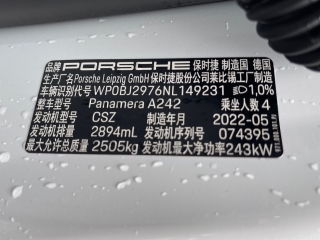 品牌 PORSCHE 保时捷 制造国 德国
生产厂名 Porsche Leipzig GmbH 保时捷股份公司莱比锡工厂制造
车辆识别代号 WP0BJ2976NL149231 1,0%
整车型号 Panamera A242 乘坐人数 4
发动机型号 CSZ 制造年月 2022-05
发动机排量 2894mL 发动机序列号 074395
最大允许总质量 2505kg 发动机最大净功率 243kW